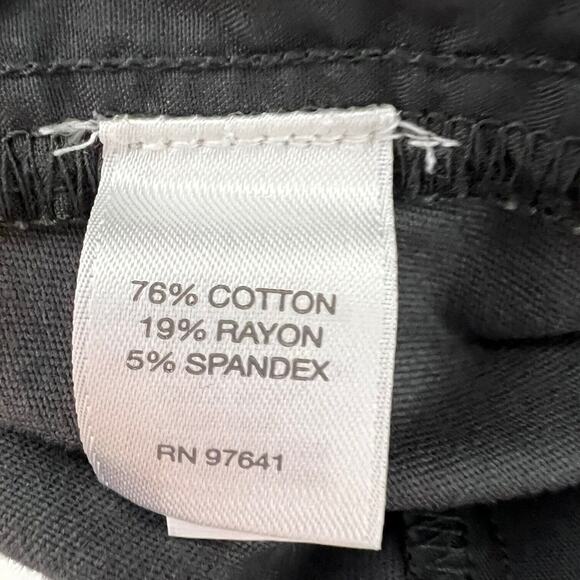 76% COTTON
19% RAYON
5% SPANDEX
RN 97641